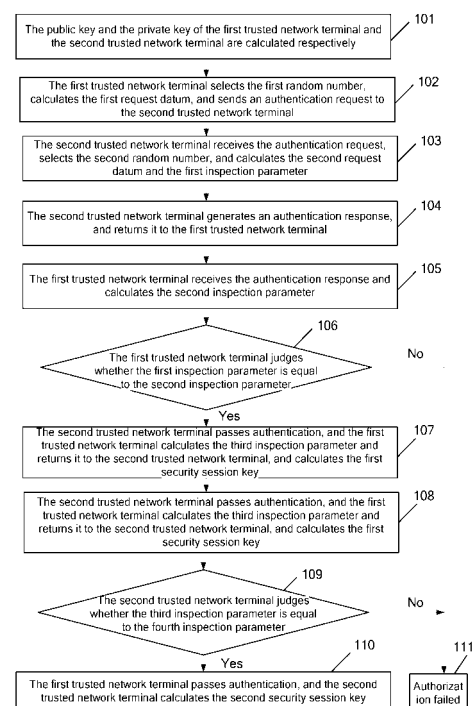 The public key and the private key of the first trusted network terminal and
the second trusted network terminal are calculated respectively
101
The first trusted network terminal selects the first random number,
calculates the first request datum, and sends an authentication request to
the second trusted network terminal
102
The second trusted network terminal receives the authentication request,
selects the second random number, and calculates the second request
datum and the first inspection parameter
103
The second trusted network terminal generates an authentication response,
and returns it to the first trusted network terminal
104
The first trusted network terminal receives the authentication response and
calculates the second inspection parameter
105
106
The first trusted network terminal judges
whether the first inspection parameter is equal
to the second inspection parameter
No
Yes
The second trusted network terminal passes authentication, and the first
trusted network terminal calculates the third inspection parameter and
returns it to the second trusted network terminal, and calculates the first
security session key
107
The second trusted network terminal passes authentication, and the first
trusted network terminal calculates the third inspection parameter and
returns it to the second trusted network terminal, and calculates the first
security session key
108
109
The second trusted network terminal judges
whether the third inspection parameter is equal
to the fourth inspection parameter
No
Yes
110
The first trusted network terminal passes authentication, and the second
trusted network terminal calculates the second security session key
111
Authorizat
ion failed